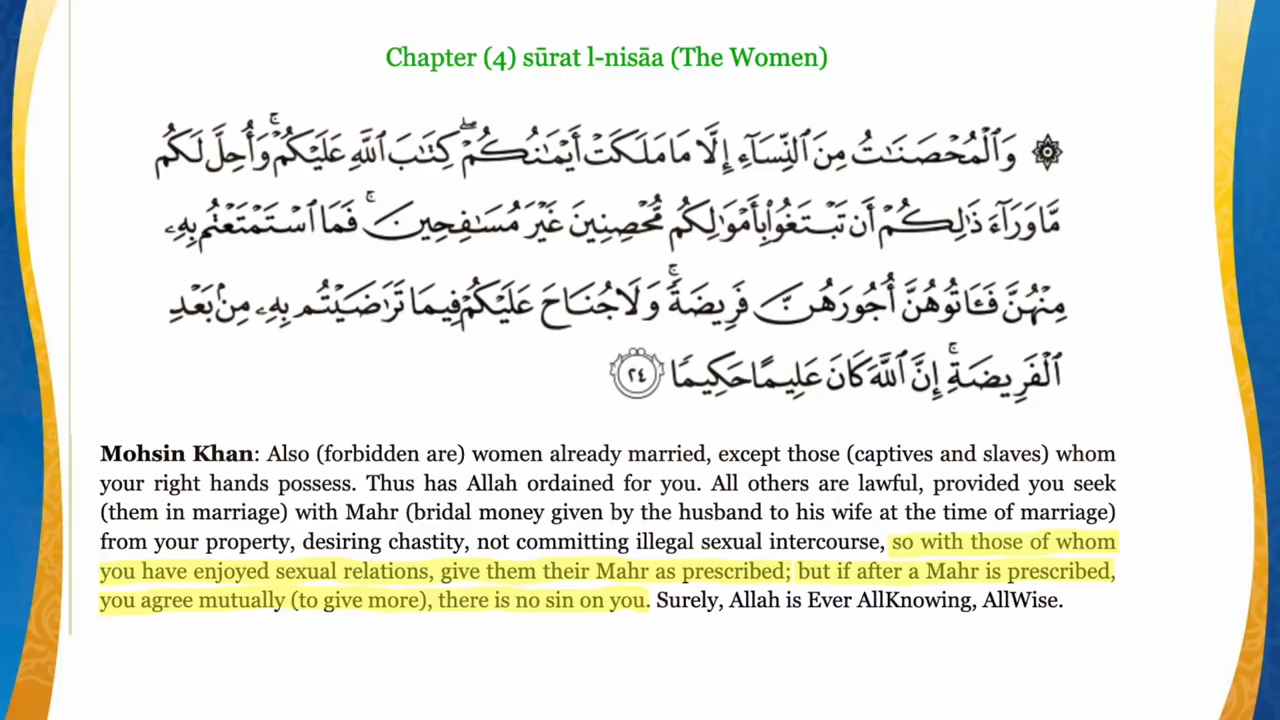 Chapter (4) sūrat l-nisāa (The Women)
۞ وَٱلْمُحْصَنَـٰتُ مِنَ ٱلنِّسَآءِ إِلَّا مَا مَلَكَتْ أَيْمَـٰنُكُمْ ۖ كِتَـٰبَ ٱللَّهِ عَلَيْكُمْ ۚ وَأُحِلَّ لَكُم
مَّا وَرَآءَ ذَٰلِكُمْ أَن تَبْتَغُوا۟ بِأَمْوَٰلِكُم مُّحْصِنِينَ غَيْرَ مُسَـٰفِحِينَ ۚ فَمَا ٱسْتَمْتَعْتُم بِهِۦ
مِنْهُنَّ فَـَٔاتُوهُنَّ أُجُورَهُنَّ فَرِيضَةً ۚ وَلَا جُنَاحَ عَلَيْكُمْ فِيمَا تَرَٰضَيْتُم بِهِۦ مِنۢ بَعْدِ
ٱلْفَرِيضَةِ ۚ إِنَّ ٱللَّهَ كَانَ عَلِيمًا حَكِيمًا ٢٤
Mohsin Khan: Also (forbidden are) women already married, except those (captives and slaves) whom
your right hands possess. Thus has Allah ordained for you. All others are lawful, provided you seek
(them in marriage) with Mahr (bridal money given by the husband to his wife at the time of marriage)
from your property, desiring chastity, not committing illegal sexual intercourse, so with those of whom
you have enjoyed sexual relations, give them their Mahr as prescribed; but if after a Mahr is prescribed,
you agree mutually (to give more), there is no sin on you. Surely, Allah is Ever AllKnowing, AllWise.